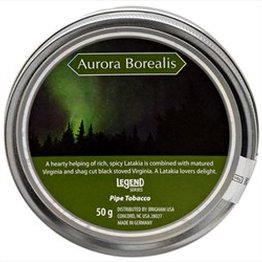 Aurora Borealis
A hearty helping of rich, spicy Latakia is combined with matured
Virginia and shag cut black stoved Virginia. A Latakia lovers delight.
LEGEND
SERIES
Pipe Tobacco
50 g
DISTRIBUTED BY BRIGHAM USA
CONCORD, NC USA 28027
MADE IN GERMANY